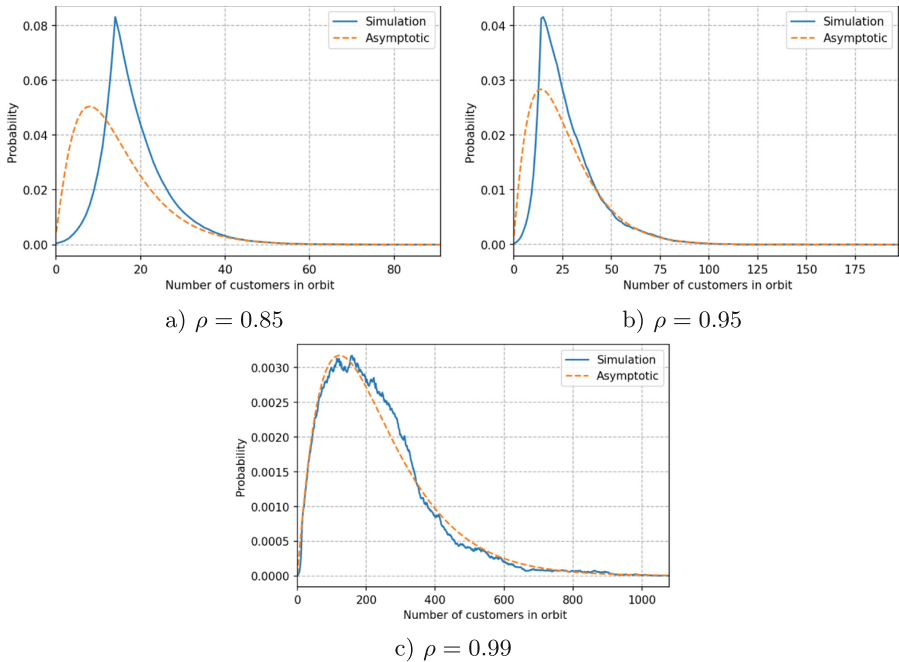 Simulation
Asymptotic
Probability
0.08
0.06
0.04
0.02
0.00
0 20 40 60 80
Number of customers in orbit
a) ρ = 0.85
Simulation
Asymptotic
Probability
0.04
0.03
0.02
0.01
0.00
0 25 50 75 100 125 150 175
Number of customers in orbit
b) ρ = 0.95
Simulation
Asymptotic
Probability
0.0030
0.0025
0.0020
0.0015
0.0010
0.0005
0.0000
0 200 400 600 800 1000
Number of customers in orbit
c) ρ = 0.99